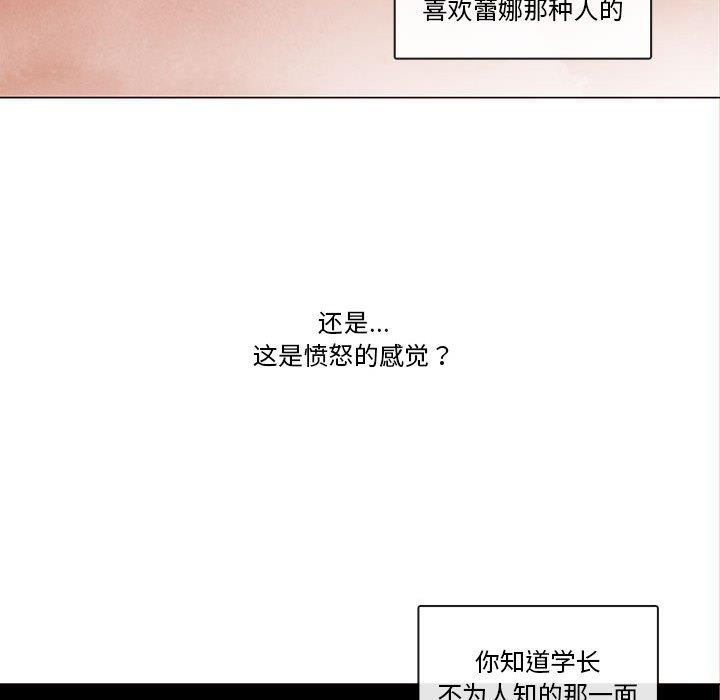 喜欢蕾娜那种人的
还是...
这是愤怒的感觉？
你知道学长
不为人知的那一面